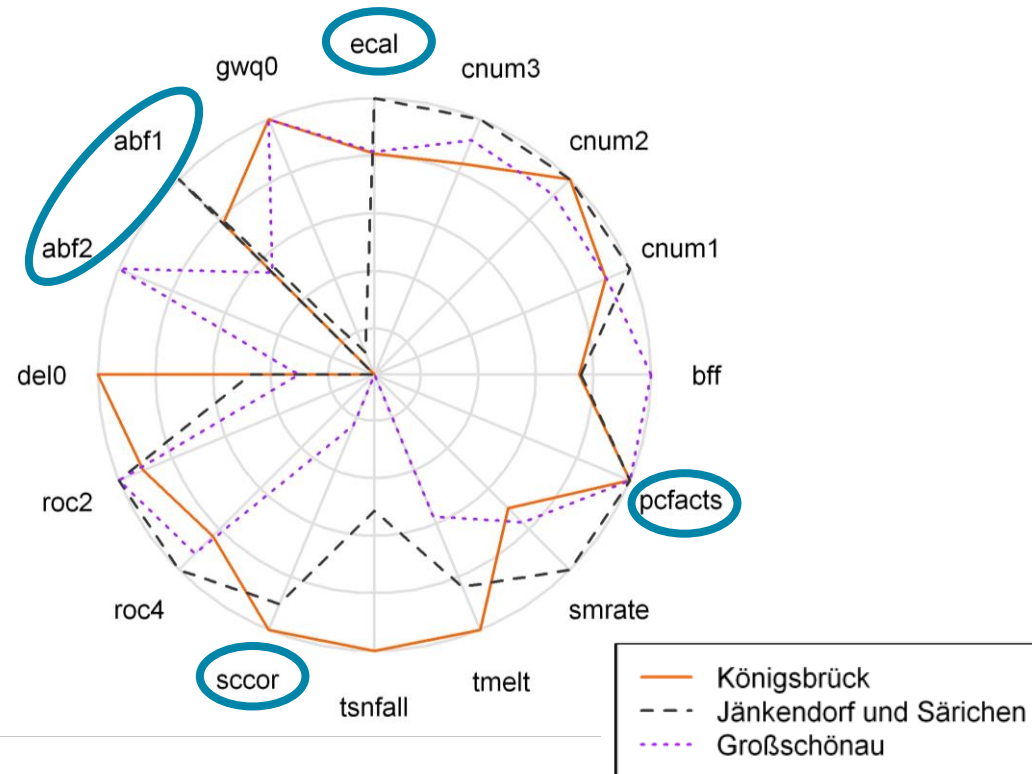 ecal
cnum3
gwq0
cnum2
abf1
cnum1
abf2
bff
del0
pcfacts
roc2
smrate
roc4
sccor
tmelt
tsnfall
Königsbrück
Jänkendorf und Särichen
Großschönau